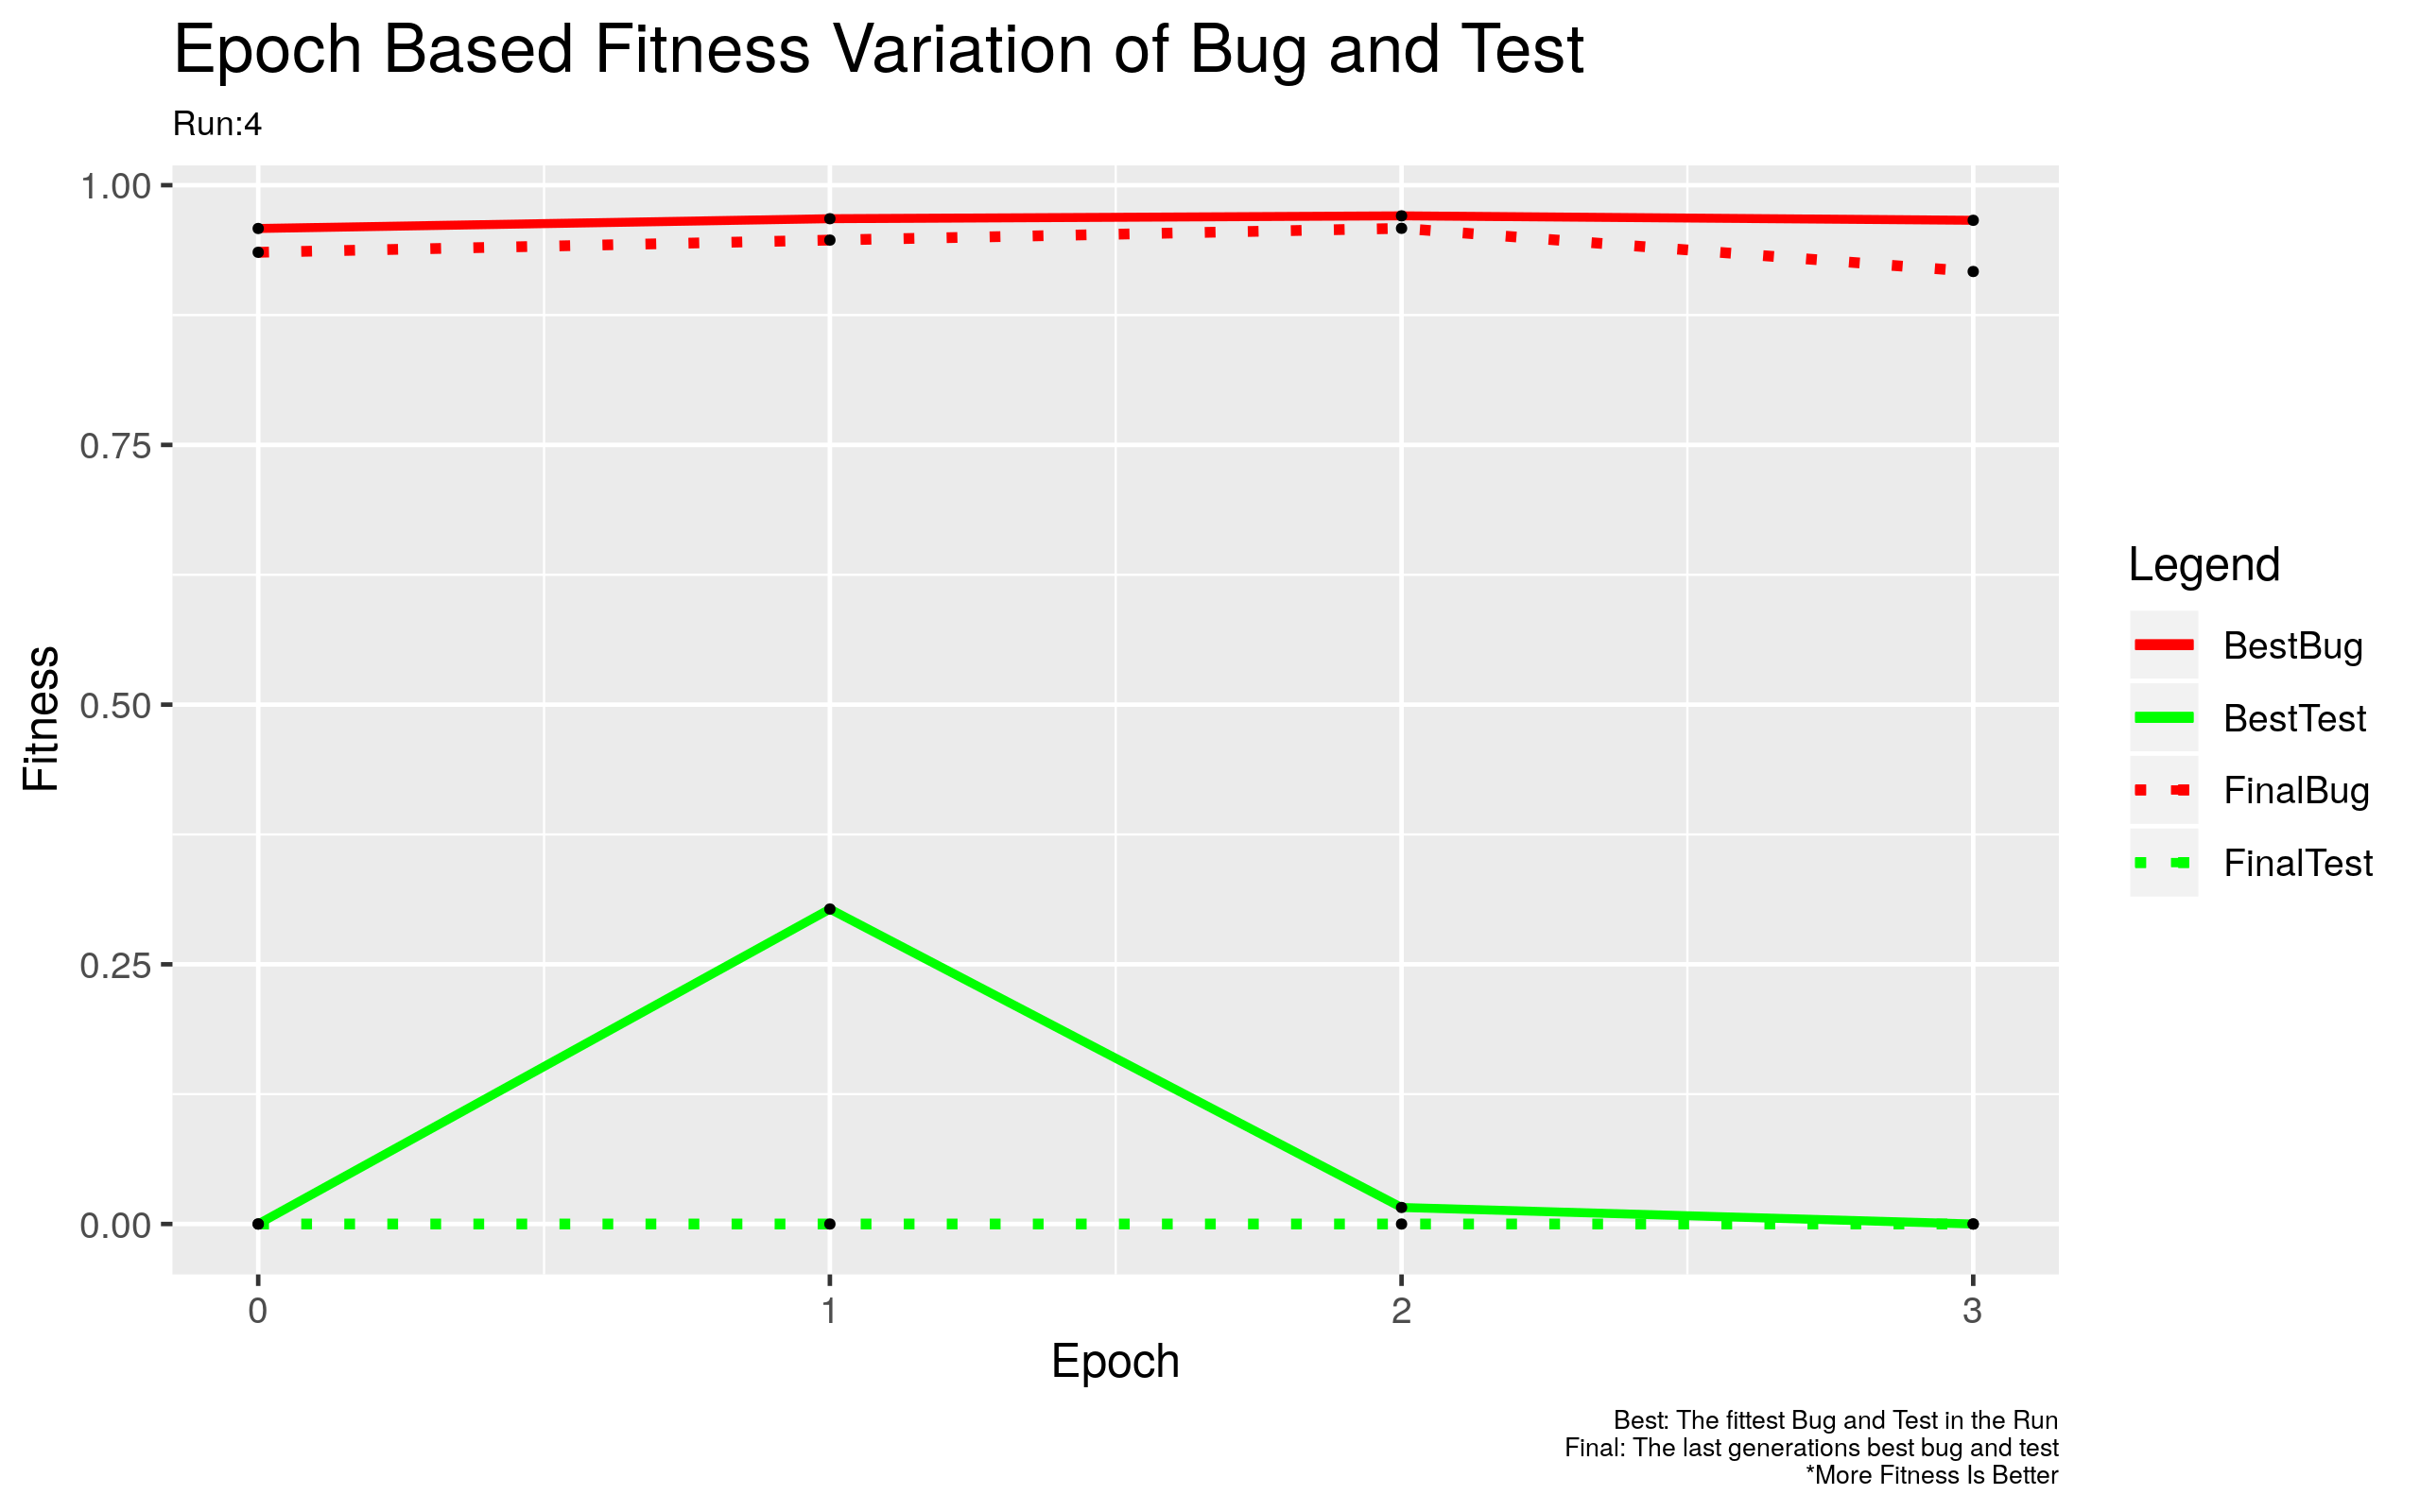 Epoch Based Fitness Variation of Bug and Test
Run:4
1.00
0.75
0.50
0.25
0.00
Fitness
0
1
2
3
Epoch
Legend
BestBug
BestTest
FinalBug
FinalTest
Best: The fittest Bug and Test in the Run
Final: The last generations best bug and test
*More Fitness Is Better